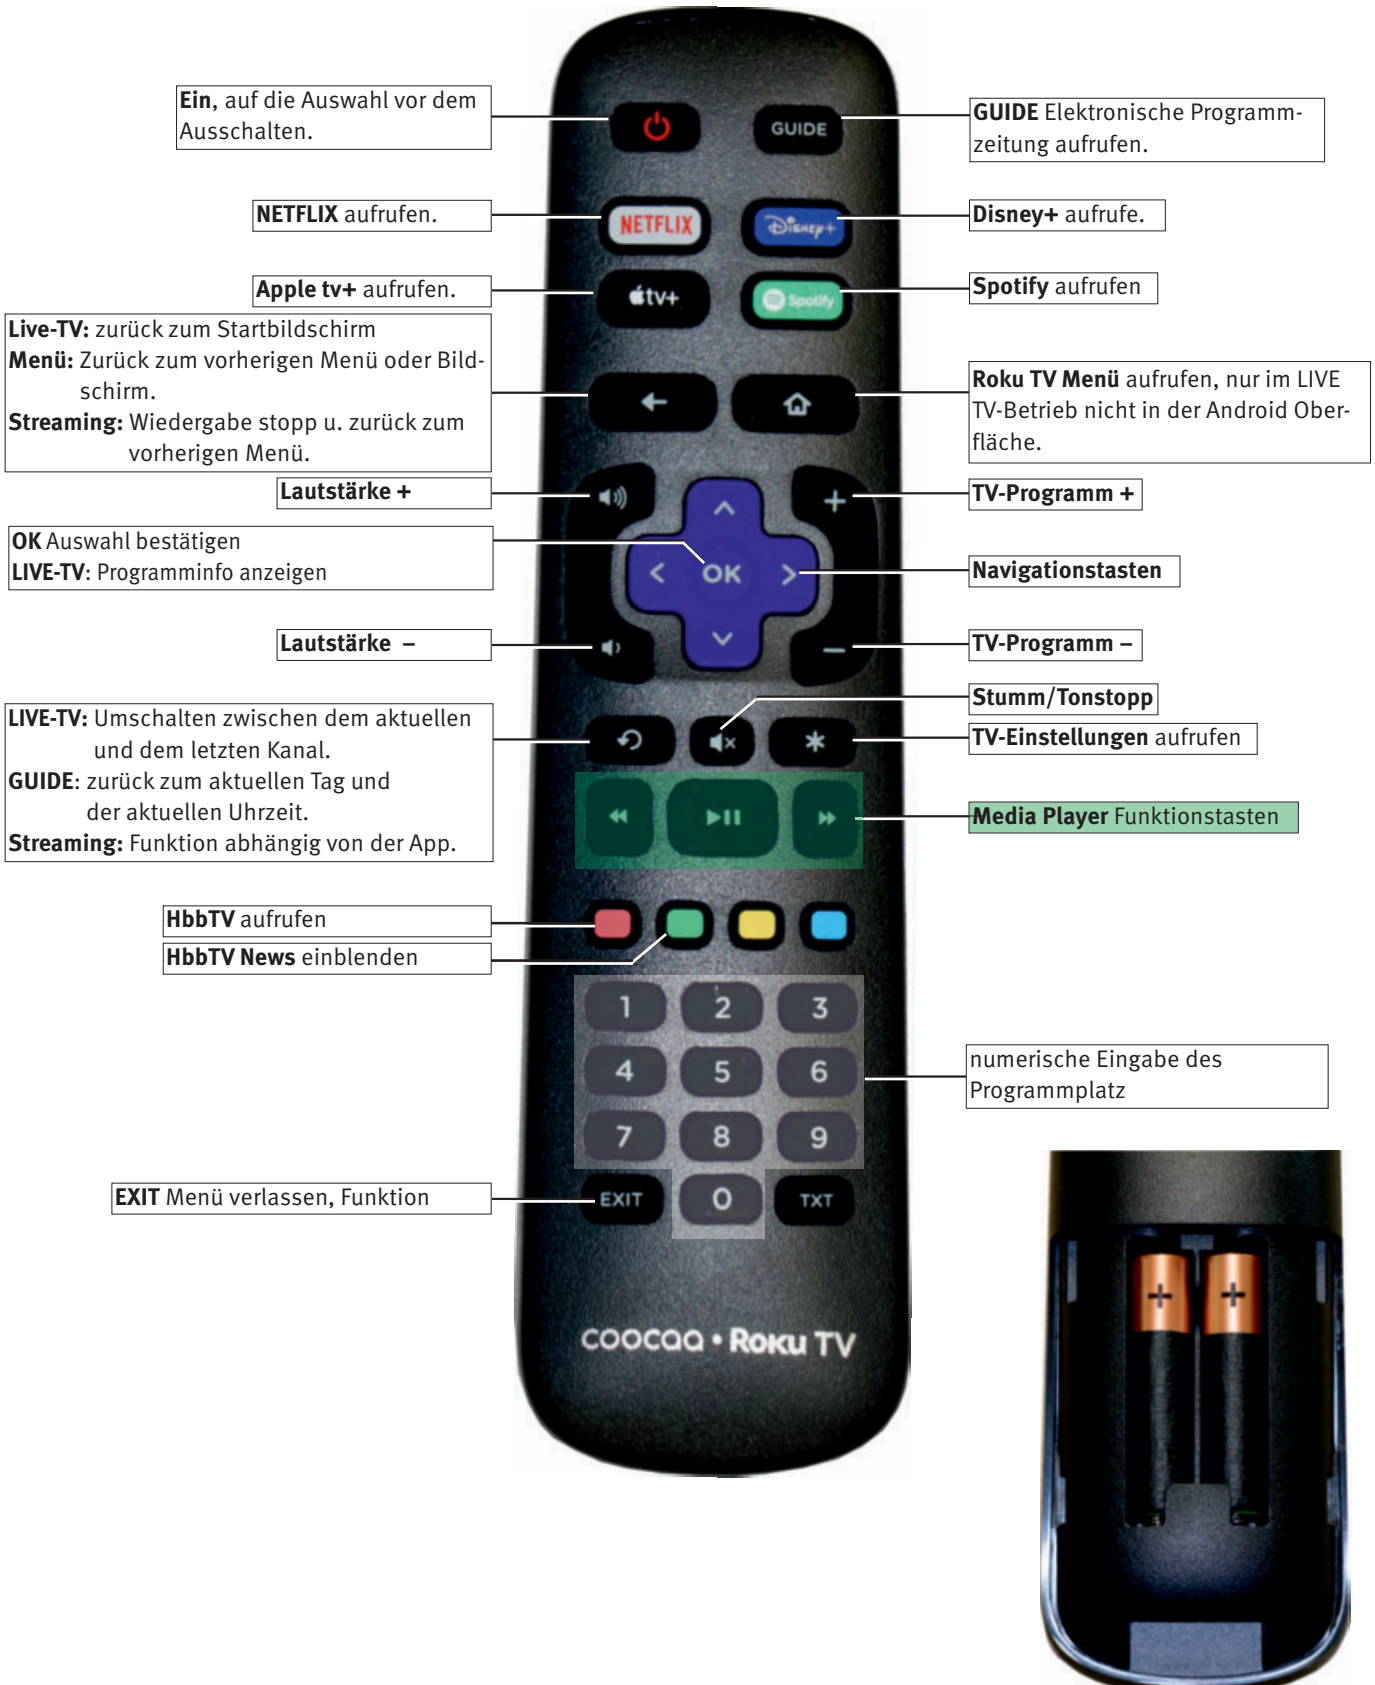 Ein, auf die Auswahl vor dem
Ausschalten.
GUIDE
GUIDE Elektronische Programm-
zeitung aufrufen.
NETFLIX aufrufen.
NETFLIX
Disney+
Disney+ aufrufe.
Apple tv+ aufrufen.
tv+
Spotify
Spotify aufrufen
Live-TV: zurück zum Startbildschirm
Menü: Zurück zum vorherigen Menü oder Bild-
schirm.
Streaming: Wiedergabe stopp u. zurück zum
vorherigen Menü.
Roku TV Menü aufrufen, nur im LIVE
TV-Betrieb nicht in der Android Ober-
fläche.
Lautstärke +
TV-Programm +
OK Auswahl bestätigen
LIVE-TV: Programminfo anzeigen
OK
Navigationstasten
Lautstärke –
TV-Programm –
Stumm/Tonstopp
TV-Einstellungen aufrufen
LIVE-TV: Umschalten zwischen dem aktuellen
und dem letzten Kanal.
GUIDE: zurück zum aktuellen Tag und
der aktuellen Uhrzeit.
Streaming: Funktion abhängig von der App.
Media Player Funktionstasten
HbbTV aufrufen
HbbTV News einblenden
1 2 3
4 5 6
7 8 9
numerische Eingabe des
Programmplatz
EXIT Menü verlassen, Funktion
EXIT 0 TXT
coocaa • Roku TV
+ +